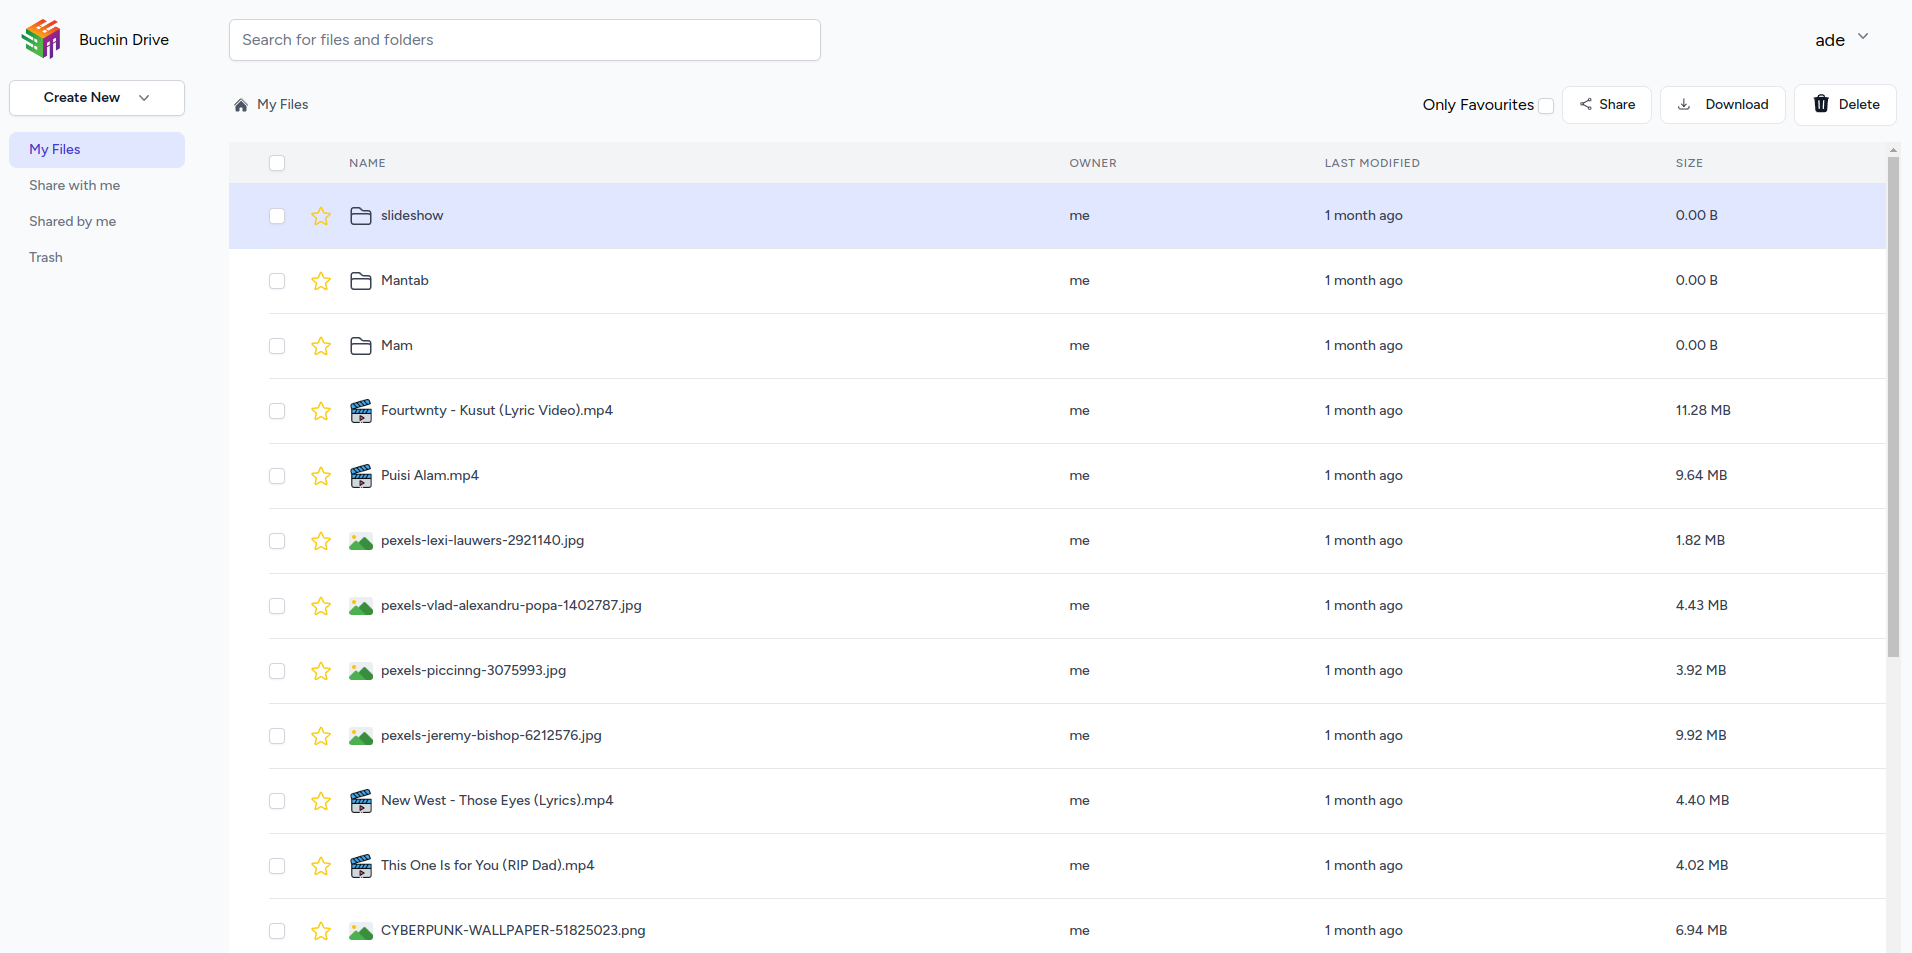 Buchin Drive
Search for files and folders
ade
Create New
My Files
Share with me
Shared by me
Trash
My Files
Only Favourites Share Download Delete
NAME OWNER LAST MODIFIED SIZE
slideshow me 1 month ago 0.00 B
Mantab me 1 month ago 0.00 B
Mam me 1 month ago 0.00 B
Fourtwnty - Kusut (Lyric Video).mp4 me 1 month ago 11.28 MB
Puisi Alam.mp4 me 1 month ago 9.64 MB
pexels-lexi-lauwers-2921140.jpg me 1 month ago 1.82 MB
pexels-vlad-alexandru-popa-1402787.jpg me 1 month ago 4.43 MB
pexels-piccinng-3075993.jpg me 1 month ago 3.92 MB
pexels-jeremy-bishop-6212576.jpg me 1 month ago 9.92 MB
New West - Those Eyes (Lyrics).mp4 me 1 month ago 4.40 MB
This One Is for You (RIP Dad).mp4 me 1 month ago 4.02 MB
CYBERPUNK-WALLPAPER-51825023.png me 1 month ago 6.94 MB